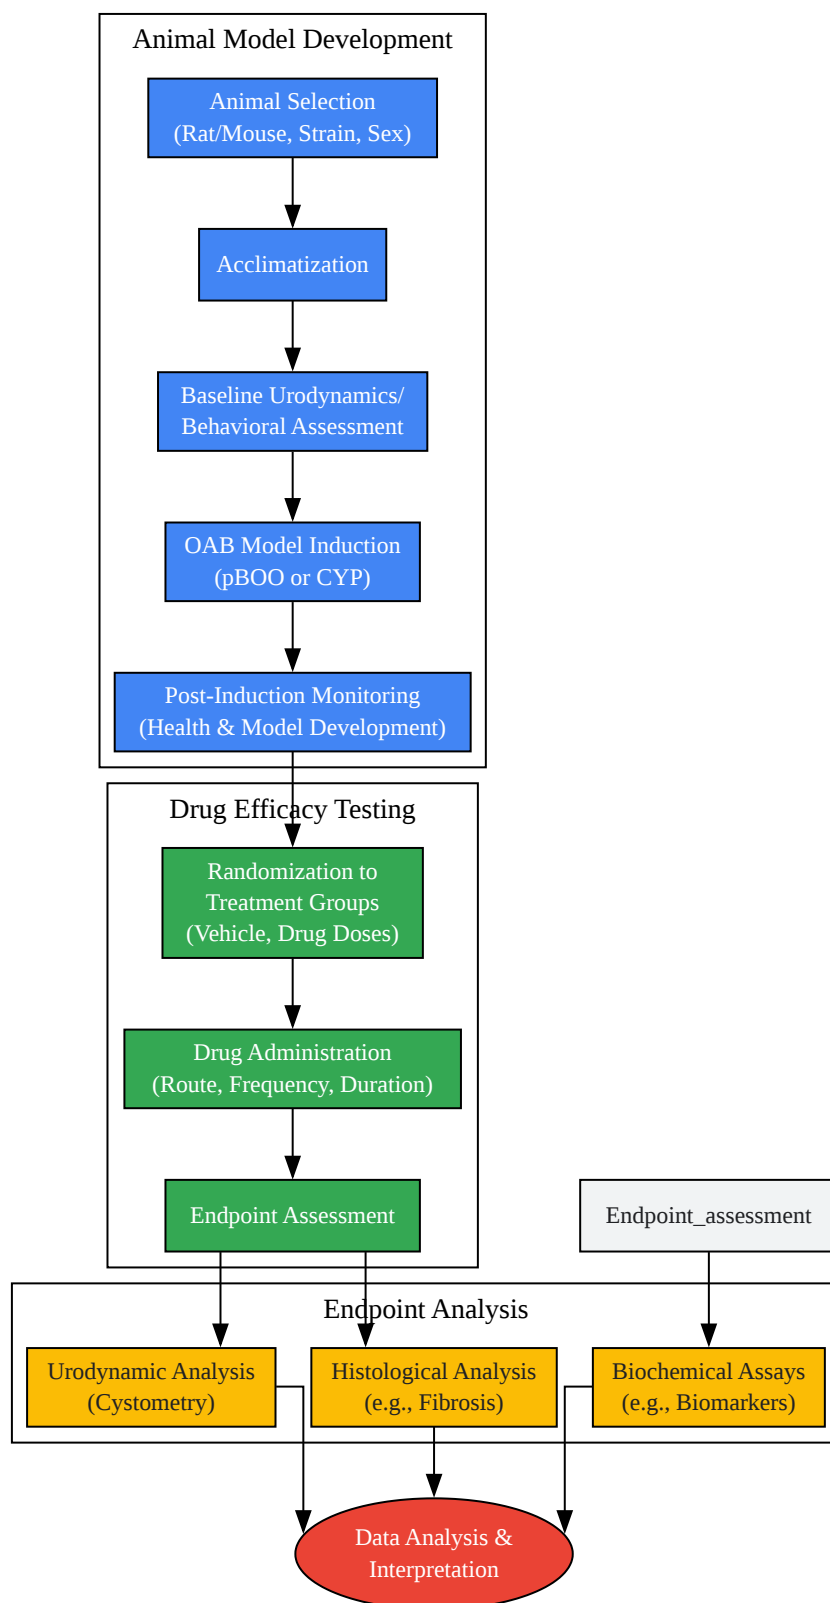 Animal Model Development
Animal Selection
(Rat/Mouse, Strain, Sex)
Acclimatization
Baseline Urodynamics/
Behavioral Assessment
OAB Model Induction
(pBOO or CYP)
Post-Induction Monitoring
(Health & Model Development)
Drug Efficacy Testing
Randomization to
Treatment Groups
(Vehicle, Drug Doses)
Drug Administration
(Route, Frequency, Duration)
Endpoint Assessment
Endpoint_assessment
Endpoint Analysis
Urodynamic Analysis
(Cystometry)
Histological Analysis
(e.g., Fibrosis)
Biochemical Assays
(e.g., Biomarkers)
Data Analysis &
Interpretation